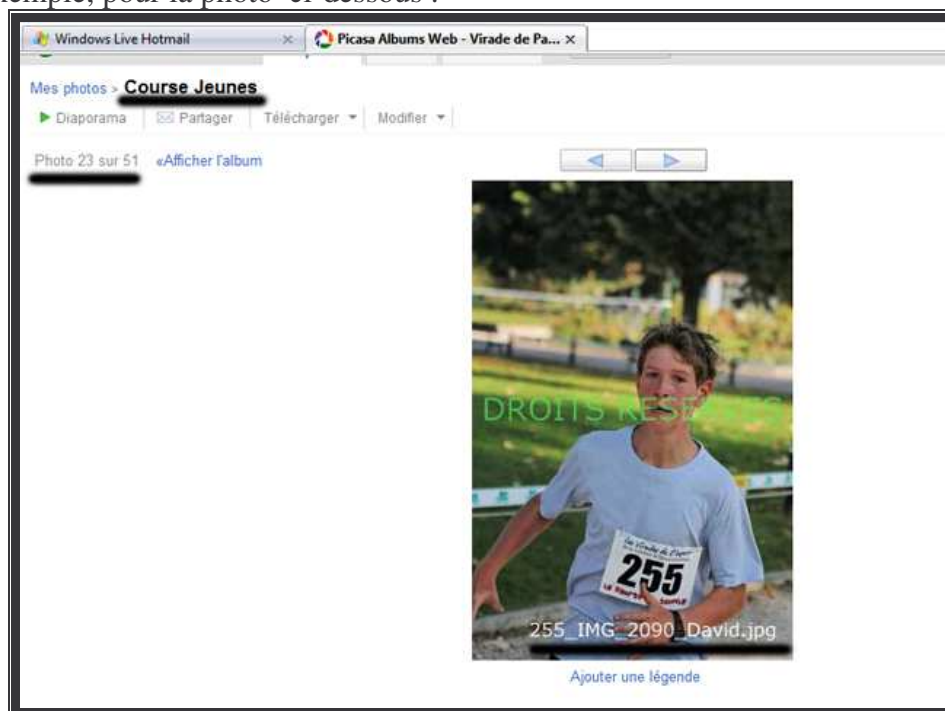 exemple, pour la photo ci-dessous :
Windows Live Hotmail
Picasa Albums Web - Virade de Pa...
Mes photos > Course Jeunes
Diaporama Partager Télécharger Modifier
Photo 23 sur 51 «Afficher l'album
DROITS RESERVES
255
255_IMG_2090_David.jpg
Ajouter une légende